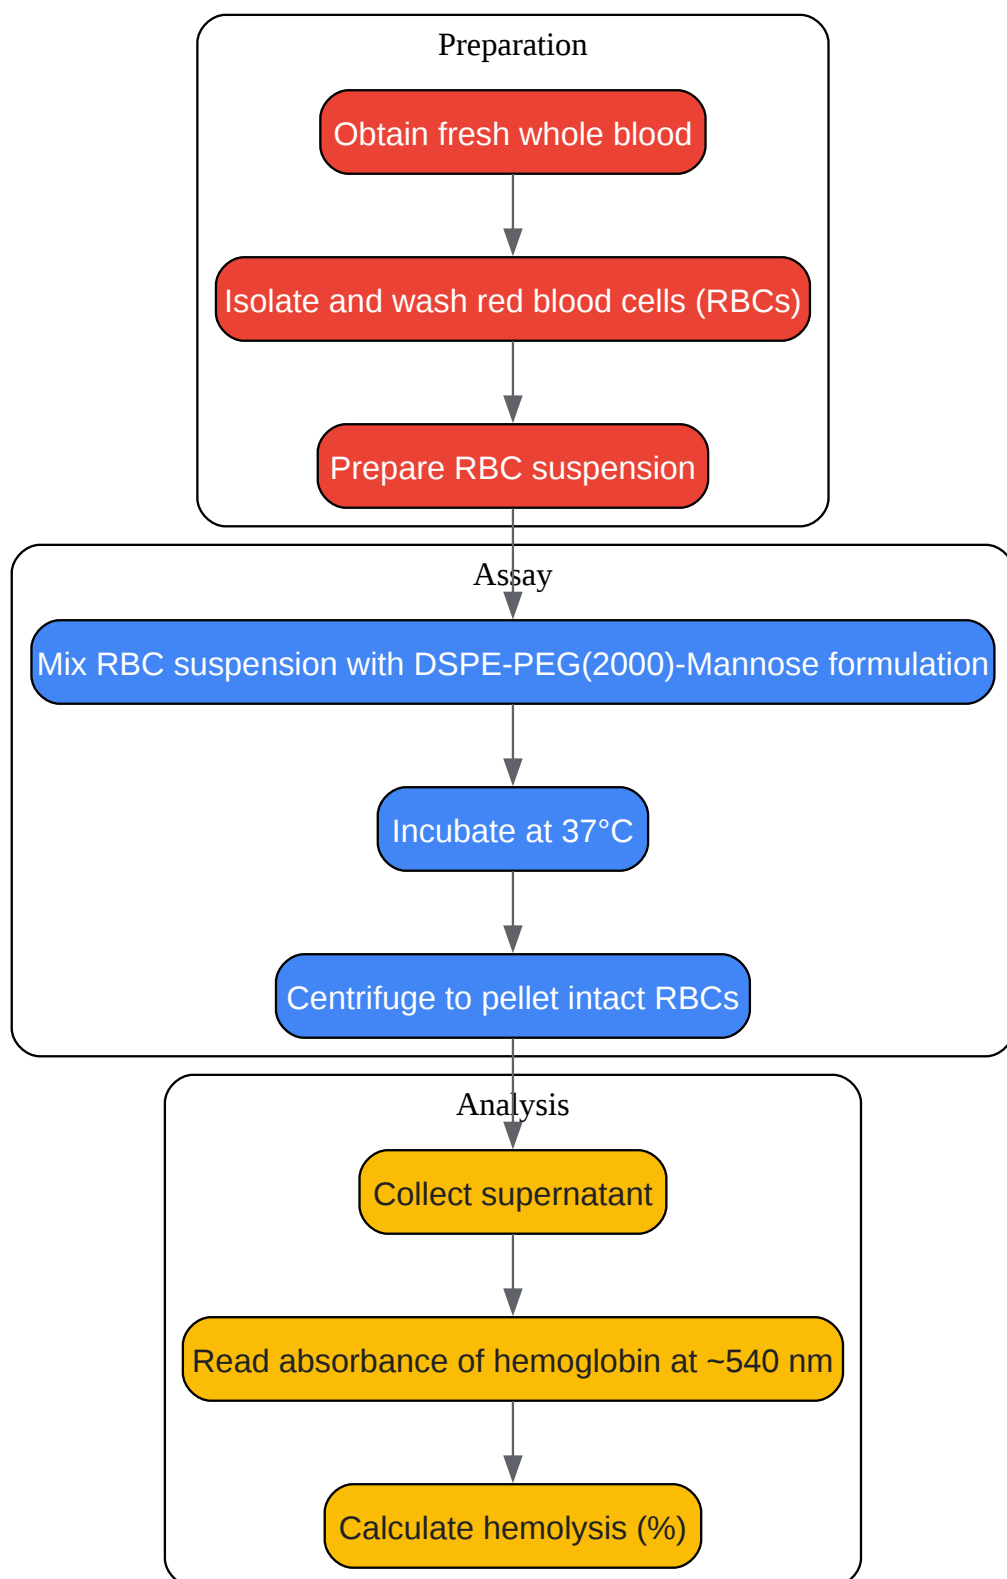 Preparation
Obtain fresh whole blood
Isolate and wash red blood cells (RBCs)
Prepare RBC suspension
Assay
Mix RBC suspension with DSPE-PEG(2000)-Mannose formulation
Incubate at 37°C
Centrifuge to pellet intact RBCs
Analysis
Collect supernatant
Read absorbance of hemoglobin at ~540 nm
Calculate hemolysis (%)